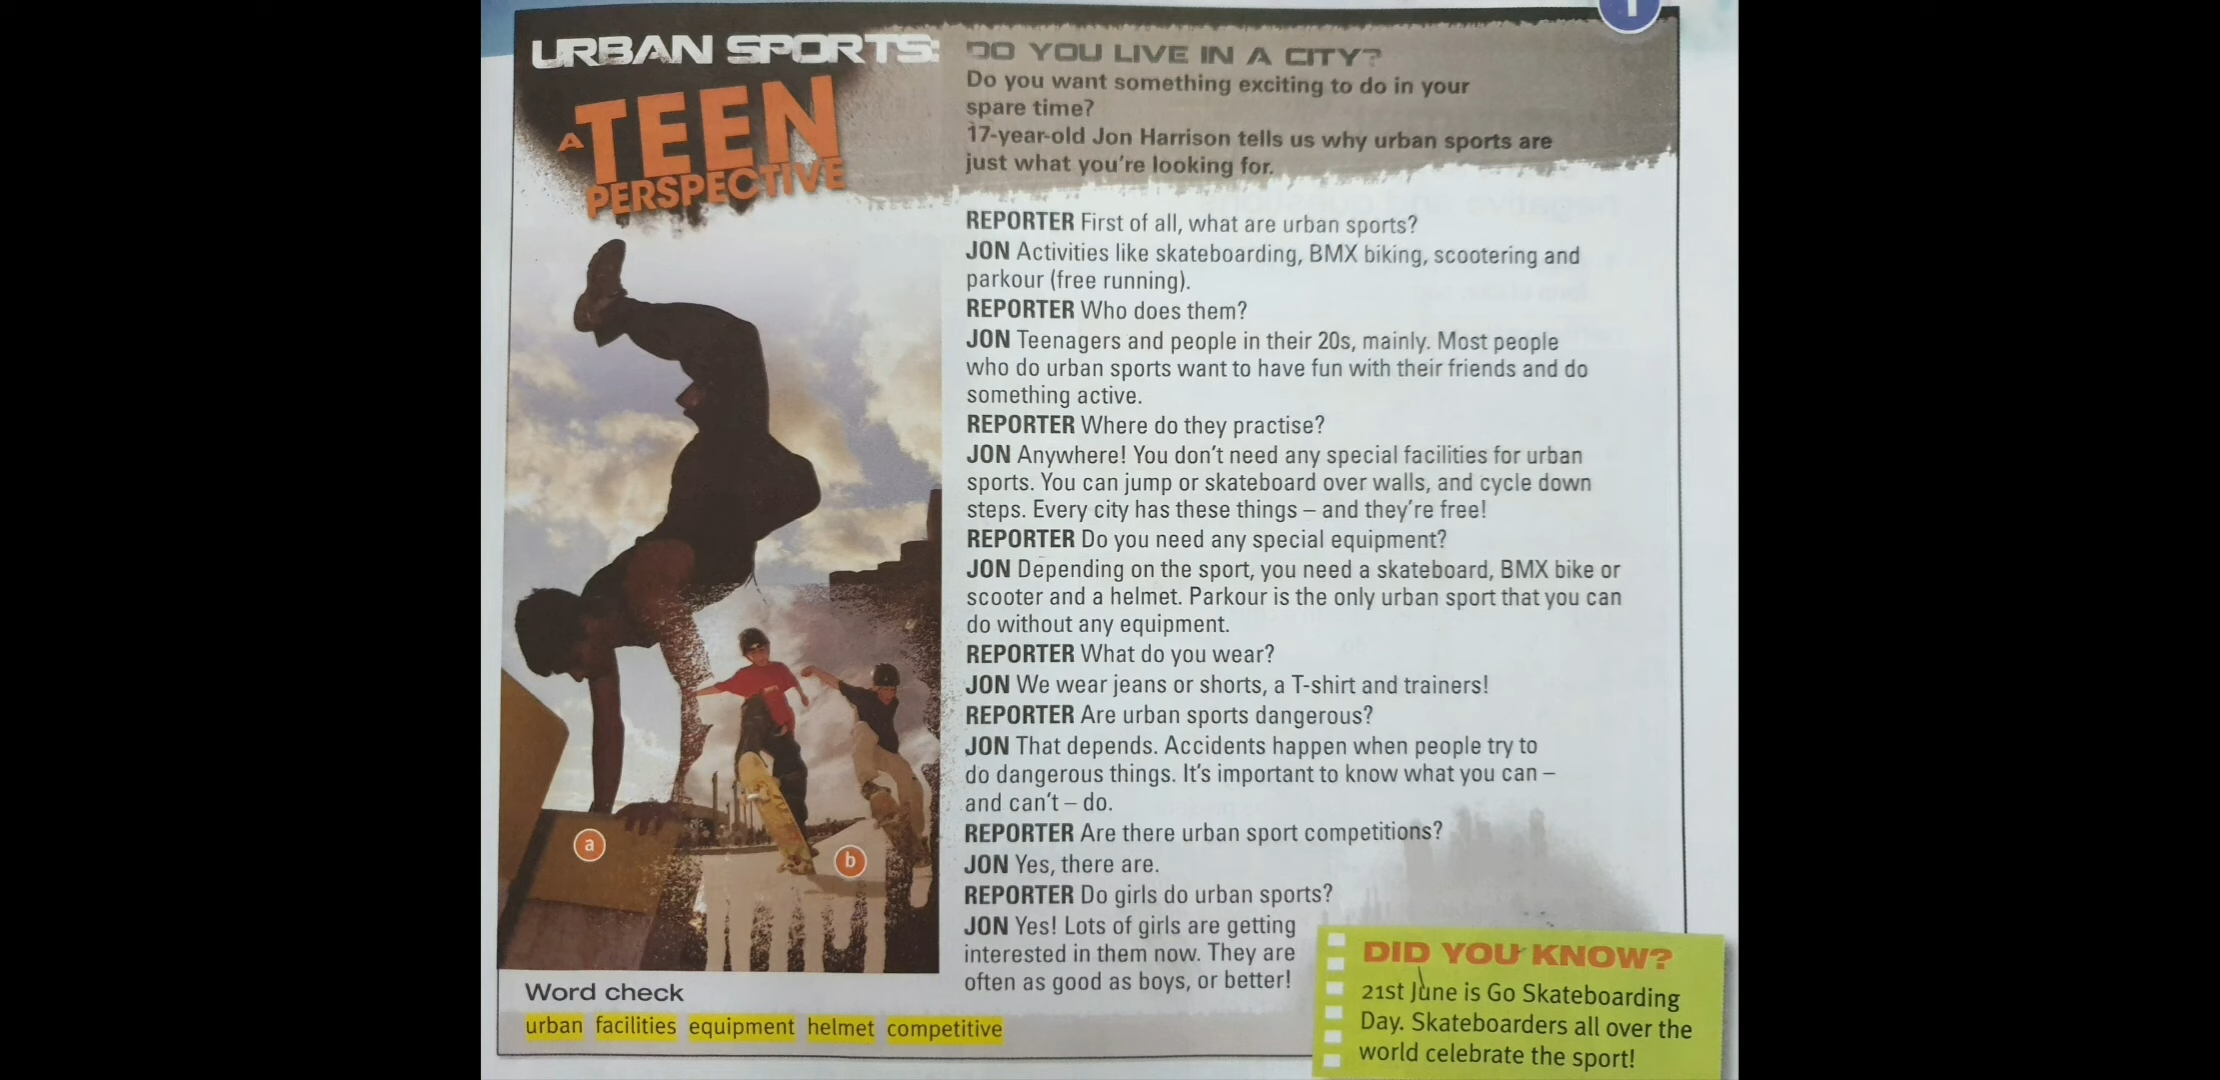 URBAN SPORTS:
A TEEN
PERSPECTIVE
DO YOU LIVE IN A CITY?
Do you want something exciting to do in your
spare time?
17-year-old Jon Harrison tells us why urban sports are
just what you're looking for.
REPORTER First of all, what are urban sports?
JON Activities like skateboarding, BMX biking, scootering and
parkour (free running).
REPORTER Who does them?
JON Teenagers and people in their 20s, mainly. Most people
who do urban sports want to have fun with their friends and do
something active.
REPORTER Where do they practise?
JON Anywhere! You don't need any special facilities for urban
sports. You can jump or skateboard over walls, and cycle down
steps. Every city has these things – and they're free!
REPORTER Do you need any special equipment?
JON Depending on the sport, you need a skateboard, BMX bike or
scooter and a helmet. Parkour is the only urban sport that you can
do without any equipment.
REPORTER What do you wear?
JON We wear jeans or shorts, a T-shirt and trainers!
REPORTER Are urban sports dangerous?
JON That depends. Accidents happen when people try to
do dangerous things. It's important to know what you can –
and can't – do.
REPORTER Are there urban sport competitions?
JON Yes, there are.
REPORTER Do girls do urban sports?
JON Yes! Lots of girls are getting
interested in them now. They are
often as good as boys, or better!
a
b
Word check
urban facilities equipment helmet competitive
DID YOU KNOW?
21st June is Go Skateboarding
Day. Skateboarders all over the
world celebrate the sport!